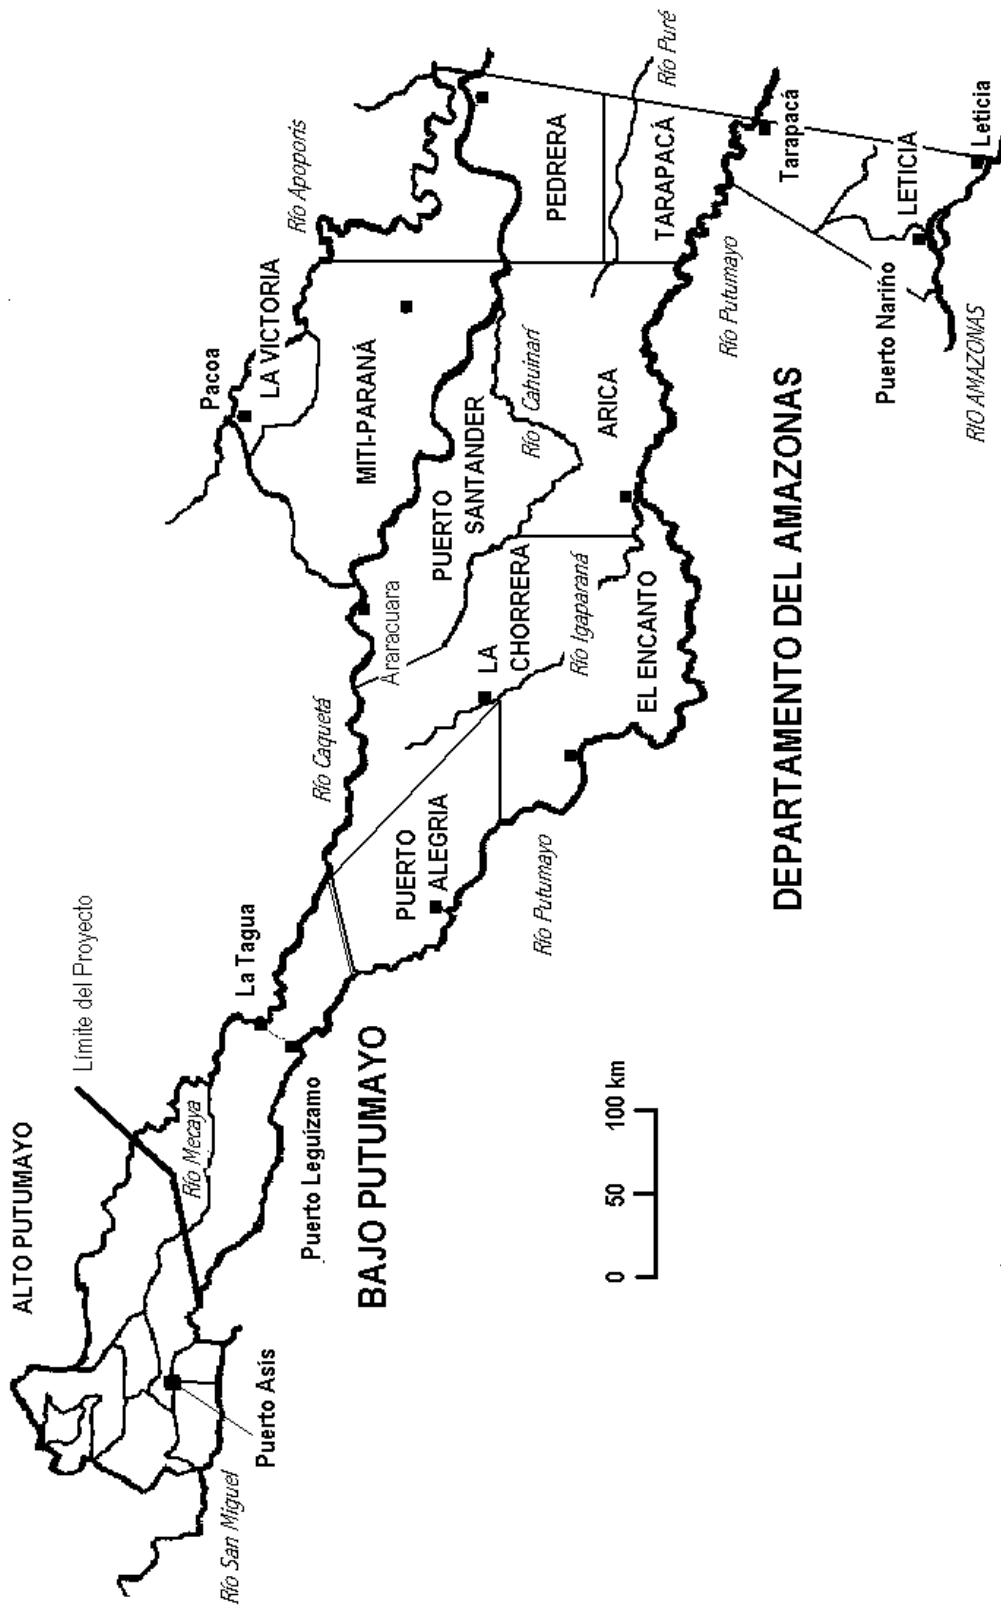 ALTO PUTUMAYO
Límite del Proyecto
Río Mecaya
La Tagua
Puerto Leguízamo
Puerto Asís
Río San Miguel
BAJO PUTUMAYO
0 50 100 km
Pacoa
LA VICTORIA
Río Apoporis
MITI-PARANÁ
Río Caquetá
Araracuara
PUERTO
SANTANDER
Río Cahuinarí
PEDRERA
Río Puré
TARAPACÁ
Tarapacá
ARICA
LA
CHORRERA
Río Igaparaná
EL ENCANTO
PUERTO
ALEGRIA
Río Putumayo
Río Putumayo
LETICIA
Leticia
Puerto Nariño
RIO AMAZONAS
DEPARTAMENTO DEL AMAZONAS